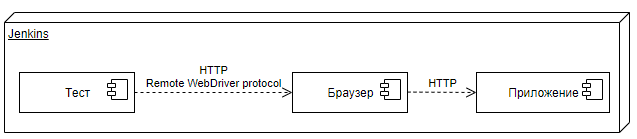 Jenkins
HTTP
Remote WebDriver protocol
HTTP
Тест
Браузер
Приложение